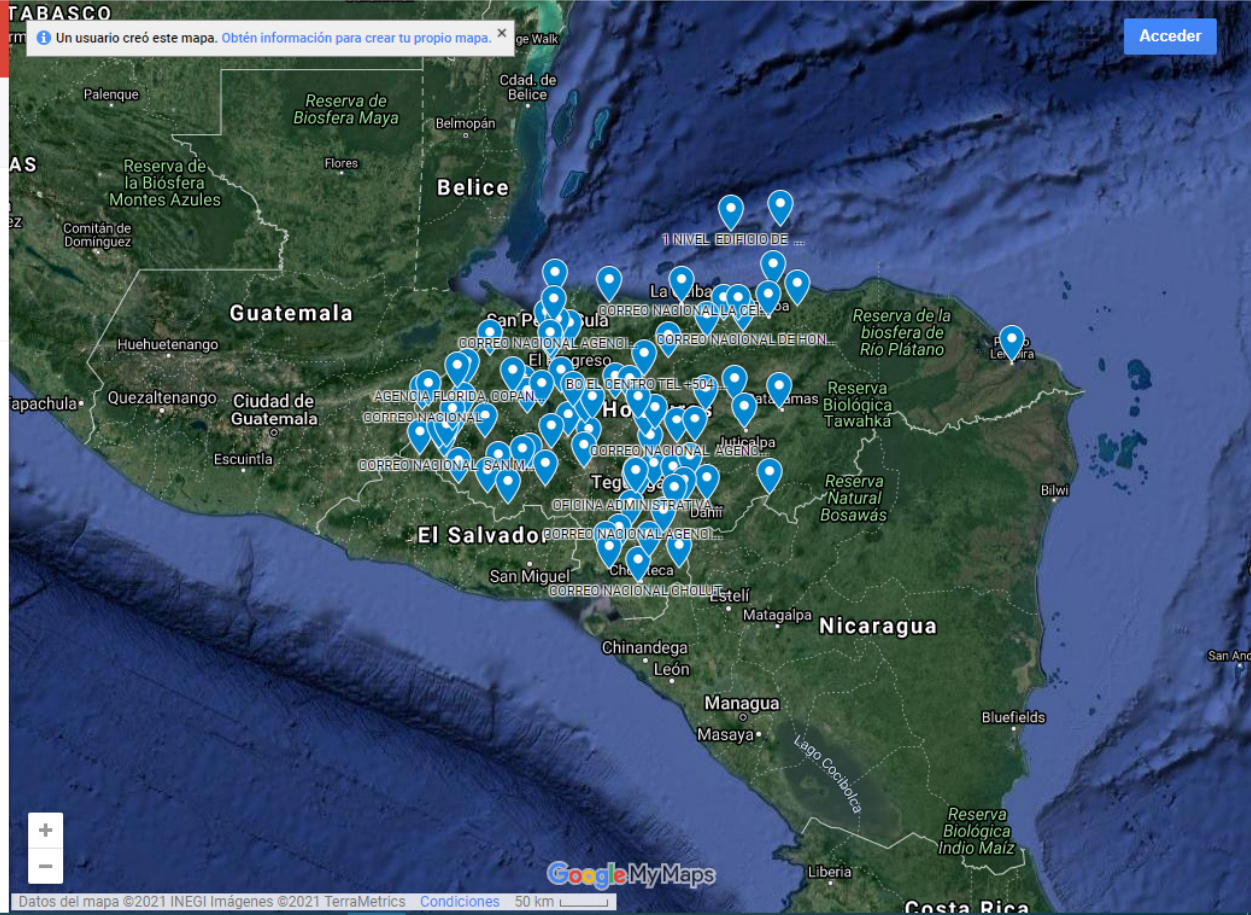 TABASCO
Un usuario creó este mapa. Obtén información para crear tu propio mapa.
ge Walk
Acceder
Palenque
Reserva de
Biosfera Maya
Cdad. de
Belice
Belmopán
AS
Reserva de
la Biósfera
Montes Azules
Flores
Belice
Comitán de
Domínguez
1 NIVEL EDIFICIO DE ...
Guatemala
Huehuetenango
CORREO NACIONAL LA CEI...
CORREO NACIONAL AGENCI...
CORREO NACIONAL DE HON...
Reserva de la
biosfera de
Río Plátano
El Progreso
Lempira
BO EL CENTRO TEL +504 ...
Quezaltenango
Ciudad de
Guatemala
AGENCIA FLORIDA, COPAN...
CORREO NACIONAL
Reserva
Biológica
Tawahka
Tapachula
Juticalpa
Escuintla
CORREO NACIONAL SAN M...
CORREO NACIONAL AGENC...
Reserva
Natural
Bosawás
Bilwi
OFICINA ADMINISTRATIVA...
Danlí
El Salvador
CORREO NACIONAL AGENCI...
San Miguel
CORREO NACIONAL CHOLUT...
Estelí
Matagalpa
Nicaragua
Chinandega
León
San And
Managua
Masaya
Bluefields
Lago Cocibolca
Reserva
Biológica
Indio Maíz
Liberia
Costa Rica
Google My Maps
Datos del mapa ©2021 INEGI Imágenes ©2021 TerraMetrics Condiciones 50 km